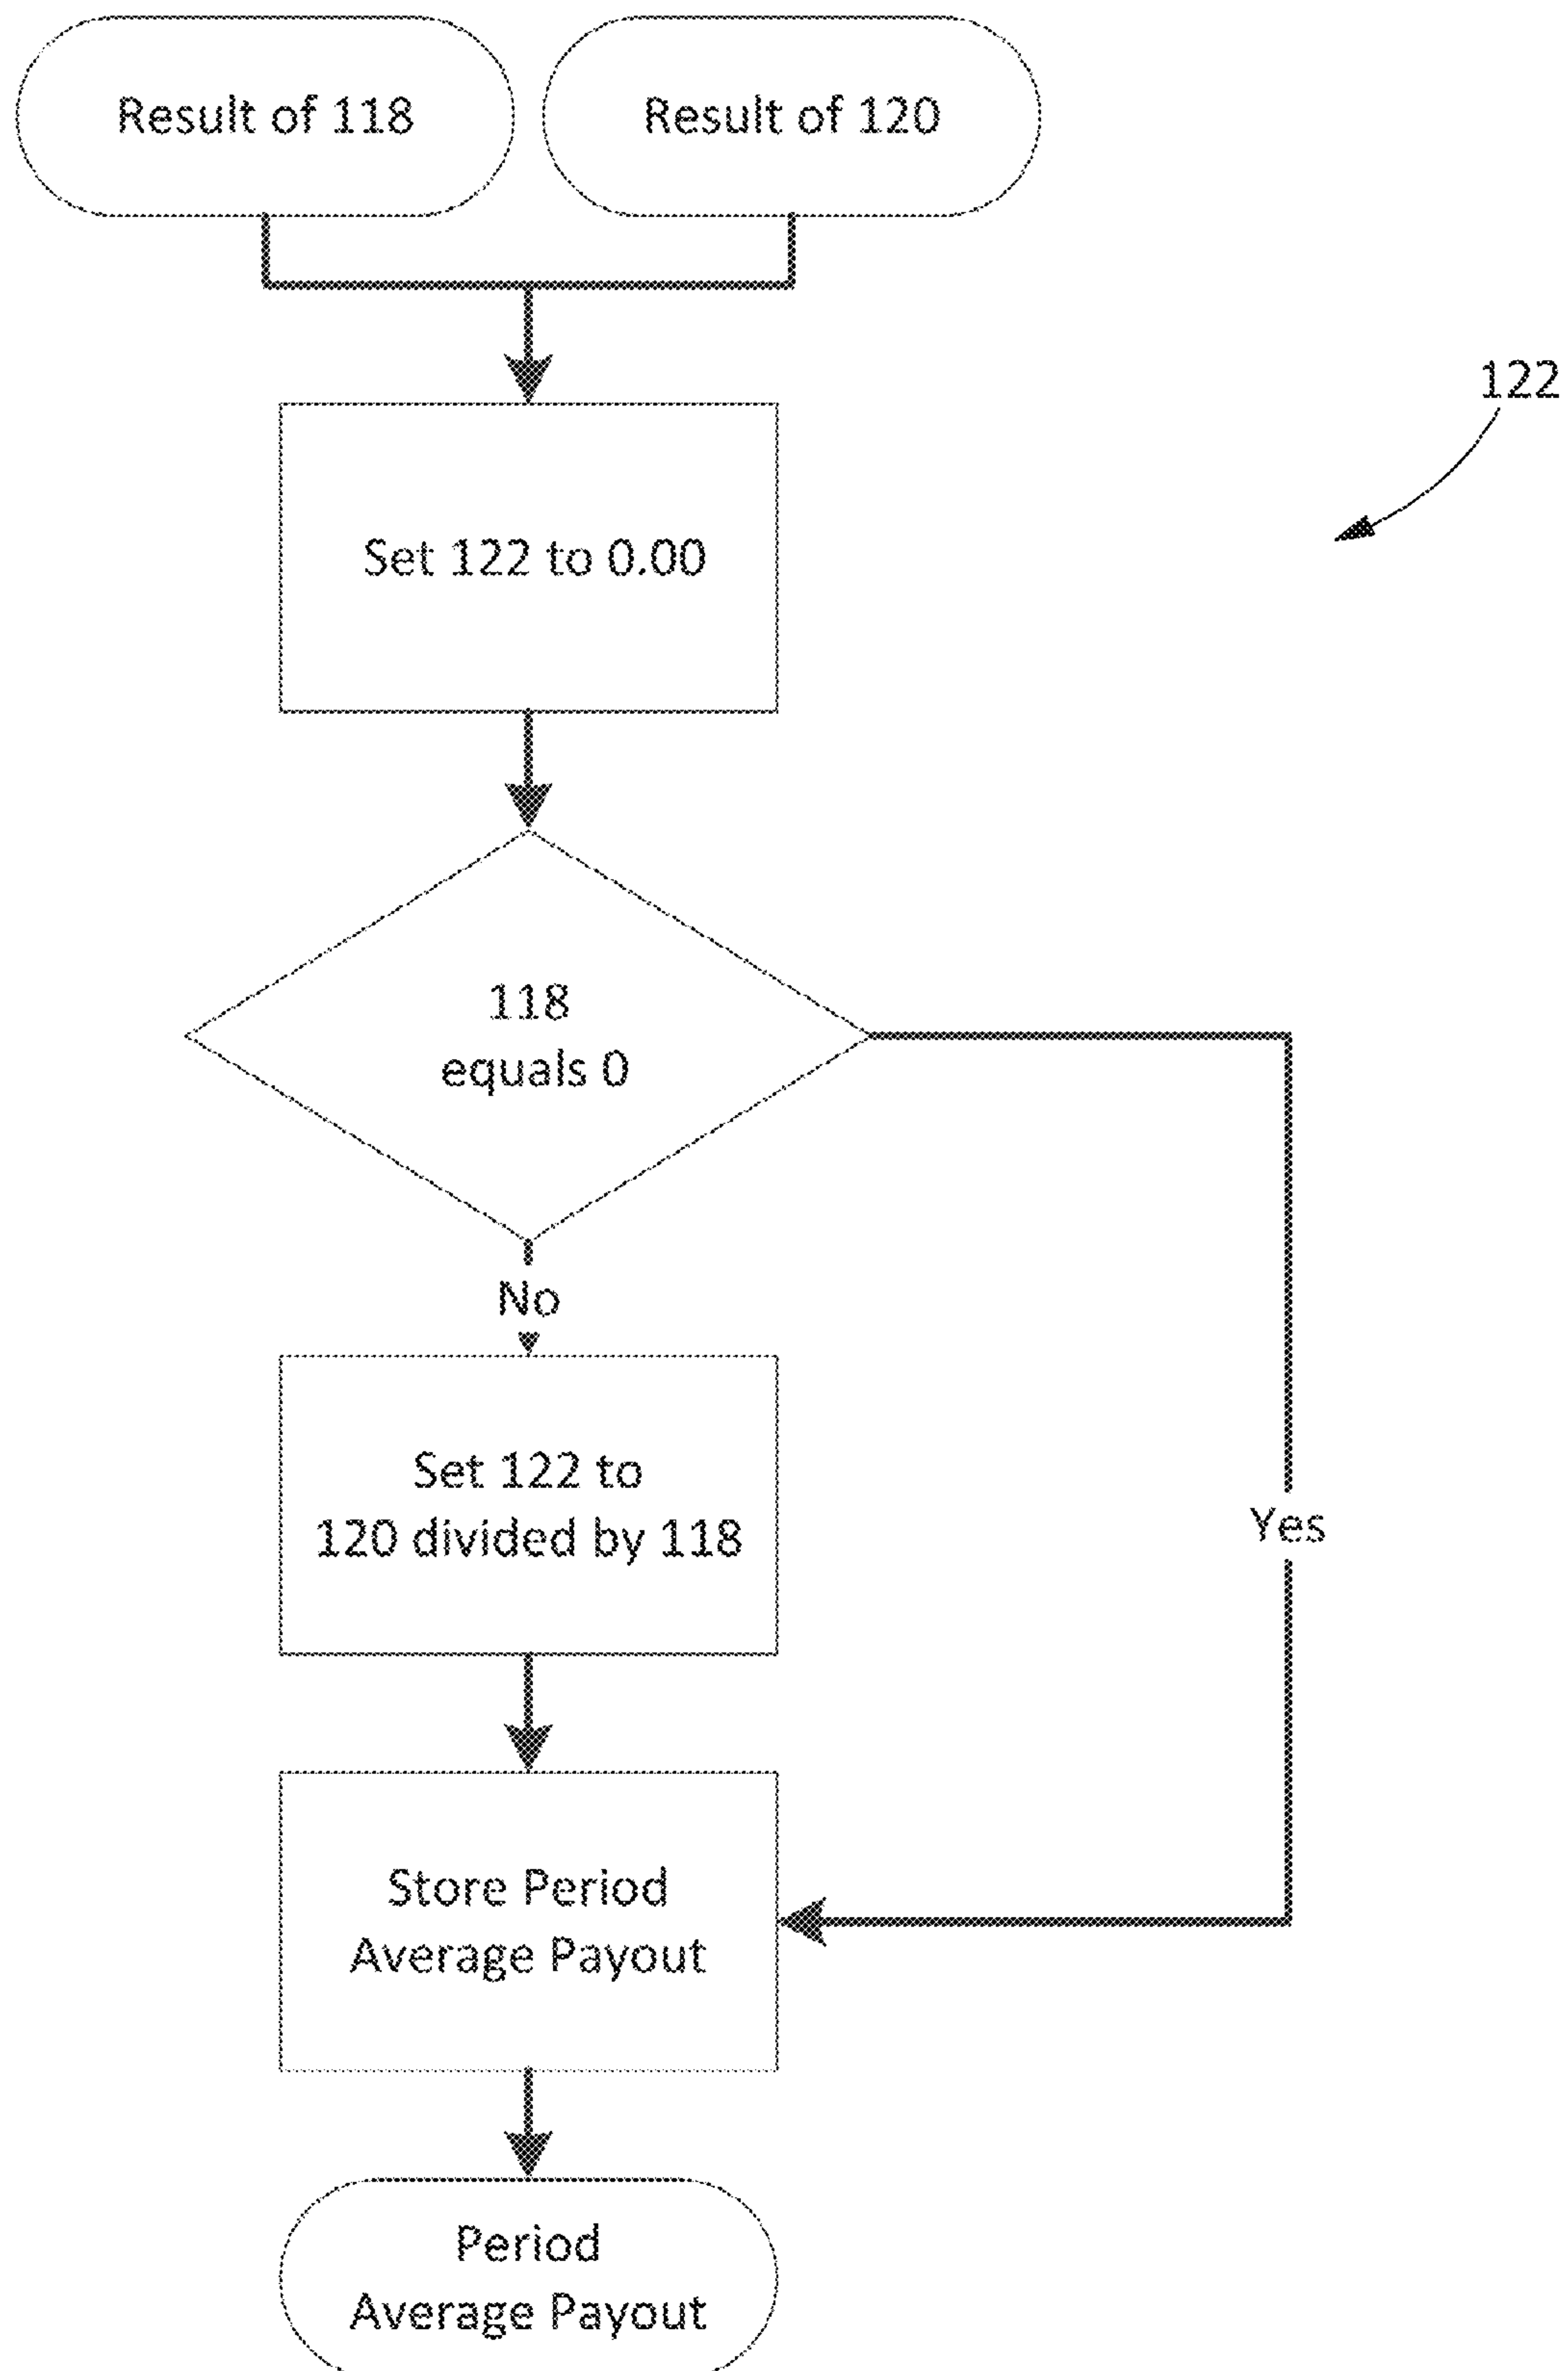 Result of 118
Result of 120
122
Set 122 to 0.00
118
equals 0
No
Set 122 to
120 divided by 118
Yes
Store Period
Average Payout
Period
Average Payout